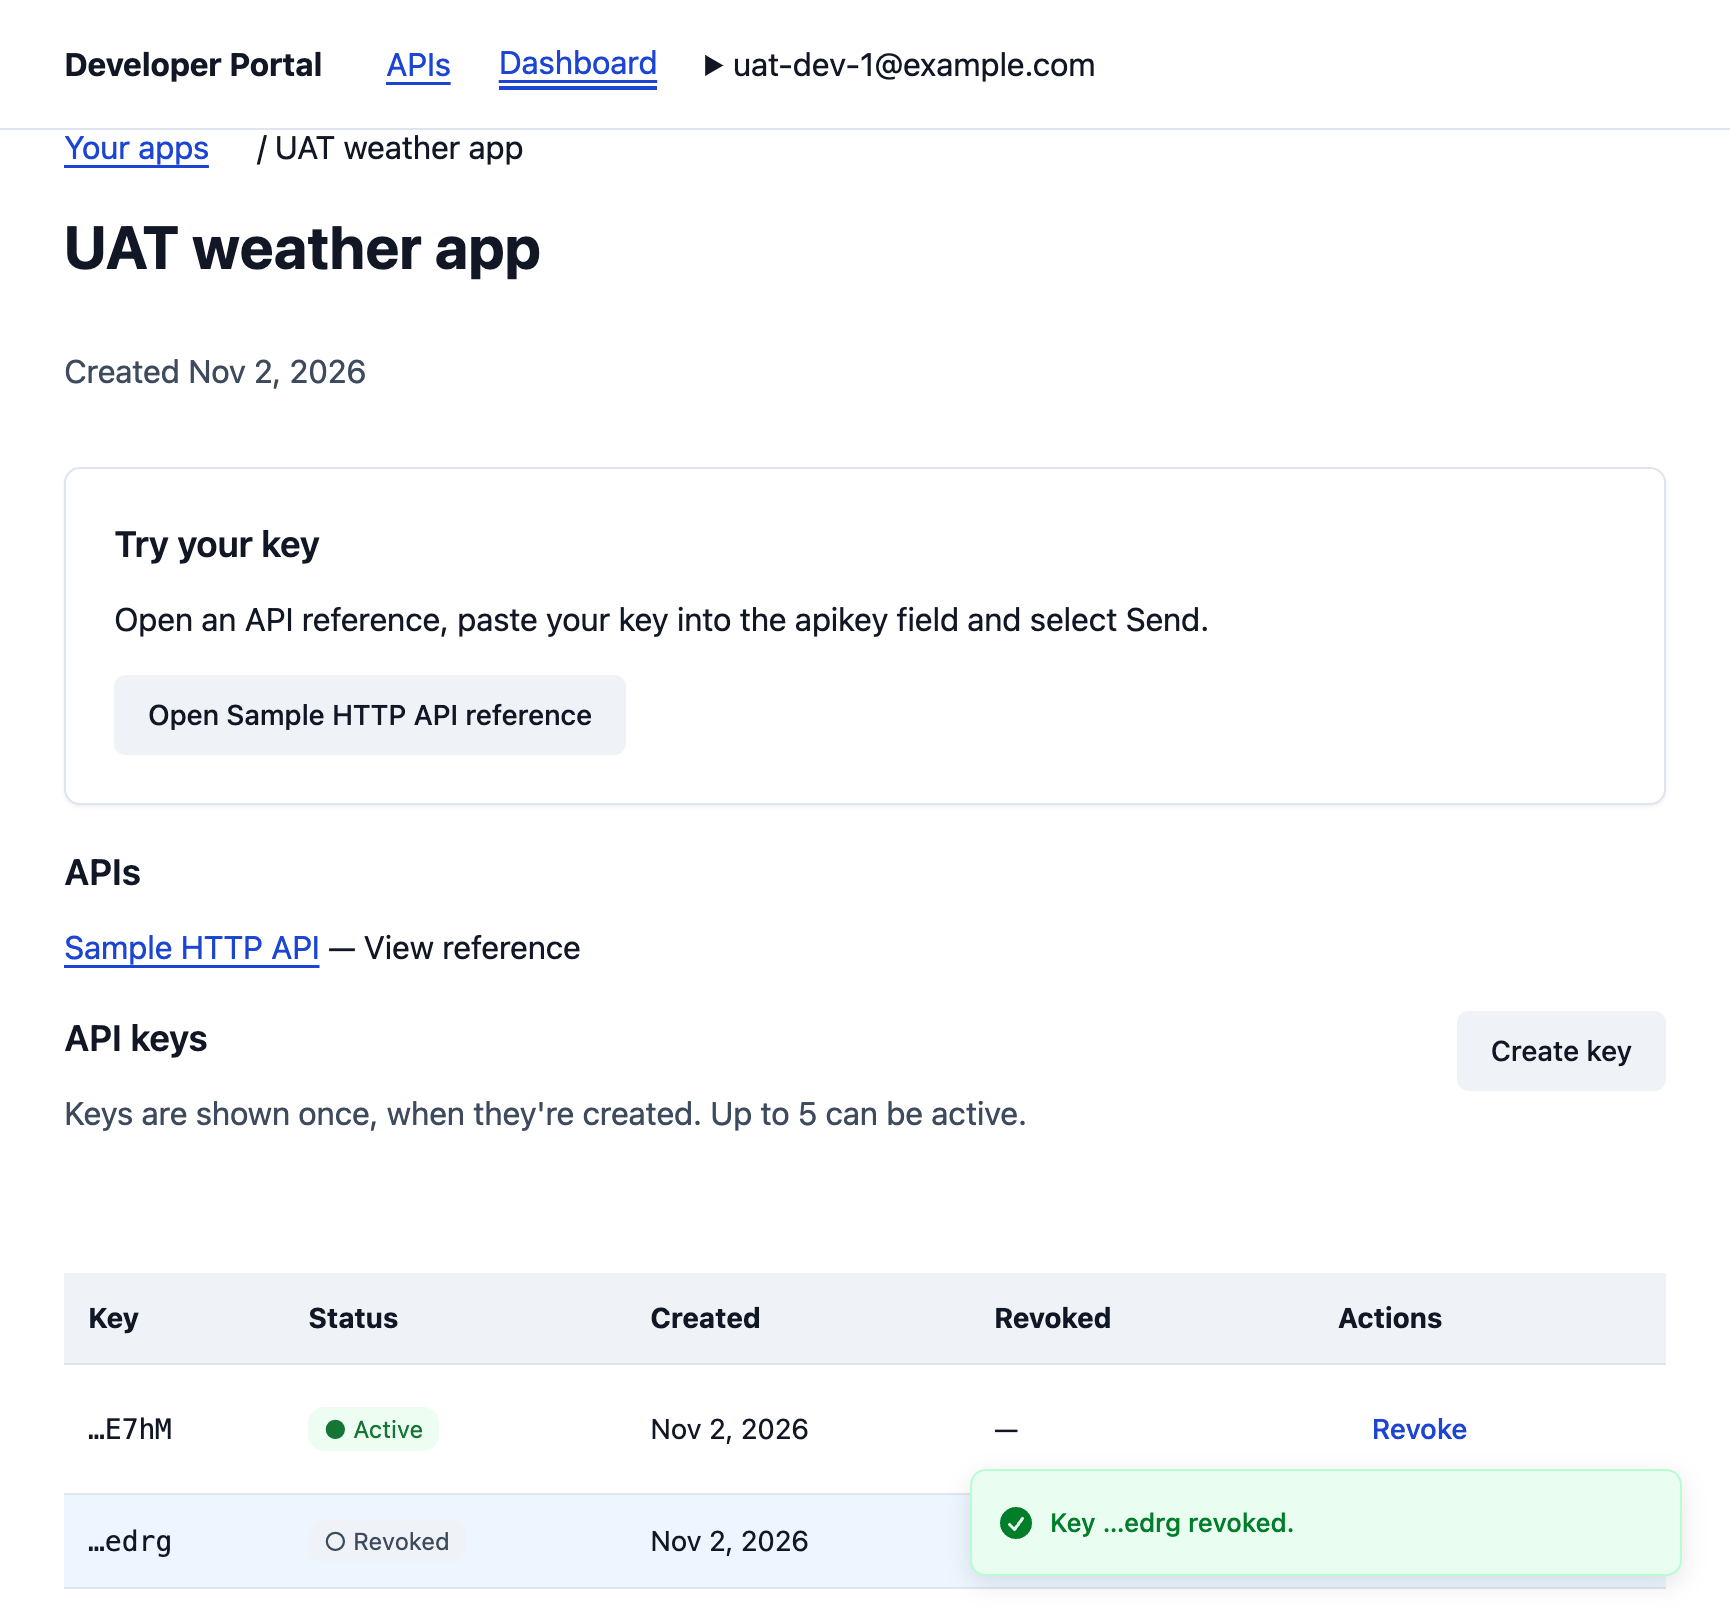 Developer Portal APIs Dashboard ▶ uat-dev-1@example.com
Your apps / UAT weather app
UAT weather app
Created Nov 2, 2026
Try your key
Open an API reference, paste your key into the apikey field and select Send.
Open Sample HTTP API reference
APIs
Sample HTTP API — View reference
API keys
Create key
Keys are shown once, when they're created. Up to 5 can be active.
Key Status Created Revoked Actions
…E7hM Active Nov 2, 2026 — Revoke
…edrg Revoked Nov 2, 2026
Key …edrg revoked.